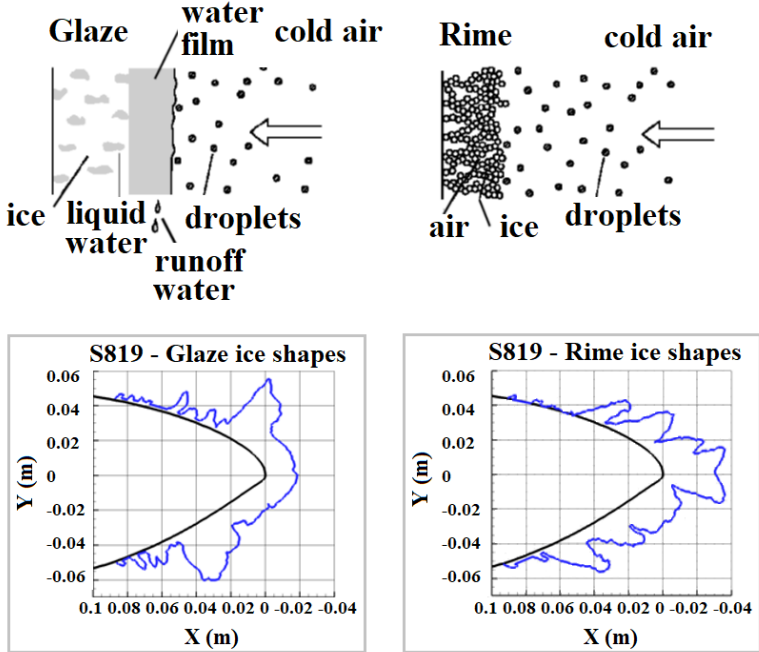 Glaze
water
film
cold air
ice
liquid
water
droplets
runoff
water
Rime
cold air
air
ice
droplets
S819 - Glaze ice shapes
0.06
0.04
0.02
0
-0.02
-0.04
-0.06
Y (m)
0.1 0.08 0.06 0.04 0.02 0 -0.02 -0.04
X (m)
S819 - Rime ice shapes
0.06
0.04
0.02
0
-0.02
-0.04
-0.06
Y (m)
0.1 0.08 0.06 0.04 0.02 0 -0.02 -0.04
X (m)